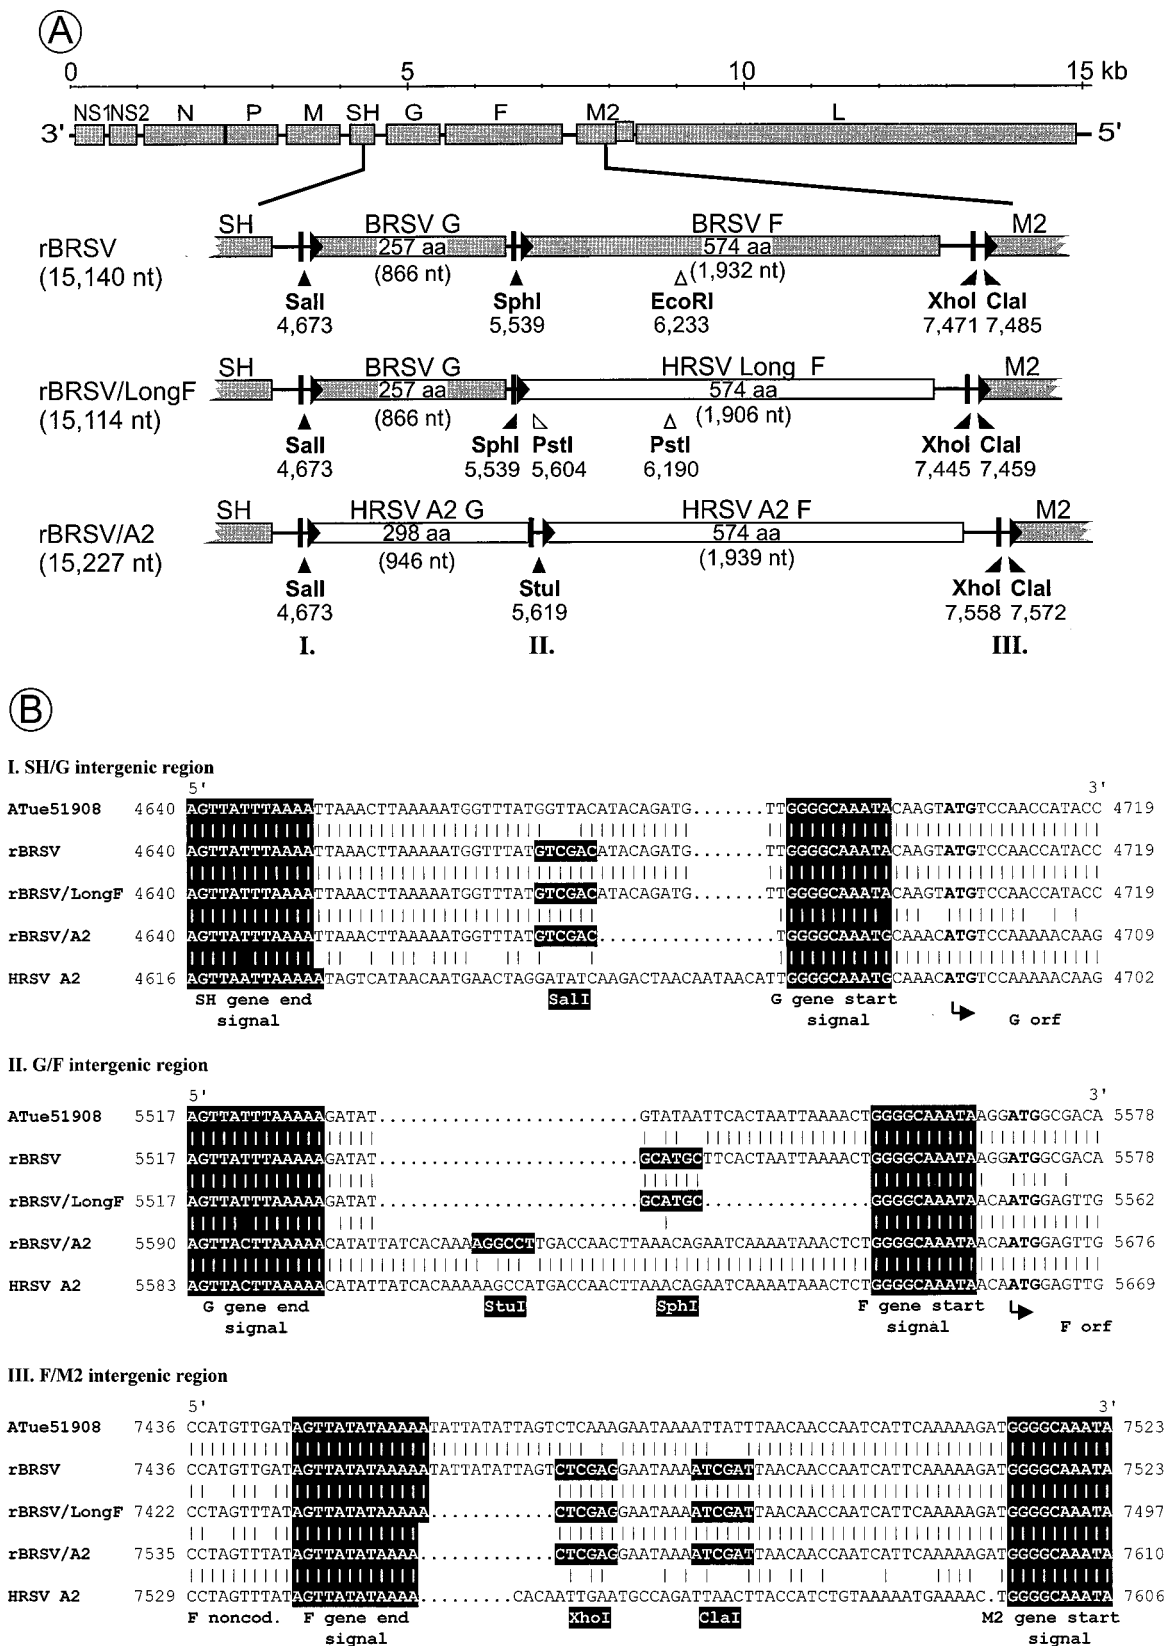 A
0 5 10 15 kb
NS1 NS2 N P M SH G F M2 L
3' 5'
SH BRSV G BRSV F M2
rBRSV 257 aa 574 aa
(15,140 nt) (866 nt) (1,932 nt)
SalI SphI EcoRI XhoI ClaI
4,673 5,539 6,233 7,471 7,485
SH BRSV G HRSV Long F M2
rBRSV/LongF 257 aa 574 aa
(15,114 nt) (866 nt) (1,906 nt)
SalI SphI PstI PstI XhoI ClaI
4,673 5,539 5,604 6,190 7,445 7,459
SH HRSV A2 G HRSV A2 F M2
rBRSV/A2 298 aa 574 aa
(15,227 nt) (946 nt) (1,939 nt)
SalI StuI XhoI ClaI
4,673 5,619 7,558 7,572
I. II. III.
B
I. SH/G intergenic region
5' 3'
ATue51908 4640 AGTTATTTAAAATTAAACTTAAAAATGGTTTATGGTTACATACAGATG.......TTGGGGCAAATACAAGTATGTCCAACCATACC 4719
rBRSV 4640 AGTTATTTAAAATTAAACTTAAAAATGGTTTATGTCGACATACAGATG.......TTGGGGCAAATACAAGTATGTCCAACCATACC 4719
rBRSV/LongF 4640 AGTTATTTAAAATTAAACTTAAAAATGGTTTATGTCGACATACAGATG.......TTGGGGCAAATACAAGTATGTCCAACCATACC 4719
rBRSV/A2 4640 AGTTATTTAAAATTAAACTTAAAAATGGTTTATGTCGAC.................TGGGGCAAATGCAAACATGTCCAAAAACAAG 4709
HRSV A2 4616 AGTTAATTAAAAATAGTCATAACAATGAACTAGGATATCAAGACTAACAATAACATTGGGGCAAATGCAAACATGTCCAAAAACAAG 4702
SH gene end SalI G gene start
signal signal G orf
II. G/F intergenic region
5' 3'
ATue51908 5517 AGTTATTTAAAAAGATAT.........................GTATAATTCACTAATTAAAACTGGGGCAAATAAGGATGGCGACA 5578
rBRSV 5517 AGTTATTTAAAAAGATAT.........................GCATGCTTCACTAATTAAAACTGGGGCAAATAAGGATGGCGACA 5578
rBRSV/LongF 5517 AGTTATTTAAAAAGATAT.........................GCATGC................GGGGCAAATAACAATGGAGTTG 5562
rBRSV/A2 5590 AGTTACTTAAAAACATATTATCACAAAAGGCCTTGACCAACTTAAACAGAATCAAAATAAACTCTGGGGCAAATAACAATGGAGTTG 5676
HRSV A2 5583 AGTTACTTAAAAACATATTATCACAAAAAGCCATGACCAACTTAAACAGAATCAAAATAAACTCTGGGGCAAATAACAATGGAGTTG 5669
G gene end StuI SphI F gene start
signal signal F orf
III. F/M2 intergenic region
5' 3'
ATue51908 7436 CCATGTTGATAGTTATATAAAAATATTATATTAGTCTCAAAGAATAAAATTATTTAACAACCAATCATTCAAAAAGATGGGGCAAATA 7523
rBRSV 7436 CCATGTTGATAGTTATATAAAAATATTATATTAGTCTCGAGGAATAAAATCGATTAACAACCAATCATTCAAAAAGATGGGGCAAATA 7523
rBRSV/LongF 7422 CCTAGTTTATAGTTATATAAAAA............CTCGAGGAATAAAATCGATTAACAACCAATCATTCAAAAAGATGGGGCAAATA 7497
rBRSV/A2 7535 CCTAGTTTATAGTTATATAAAA.............CTCGAGGAATAAAATCGATTAACAACCAATCATTCAAAAAGATGGGGCAAATA 7610
HRSV A2 7529 CCTAGTTTATAGTTATATAAAA.........CACAATTGAATGCCAGATTAACTTACCATCTGTAAAAATGAAAAC.TGGGGCAAATA 7606
F noncod. F gene end XhoI ClaI M2 gene start
signal signal